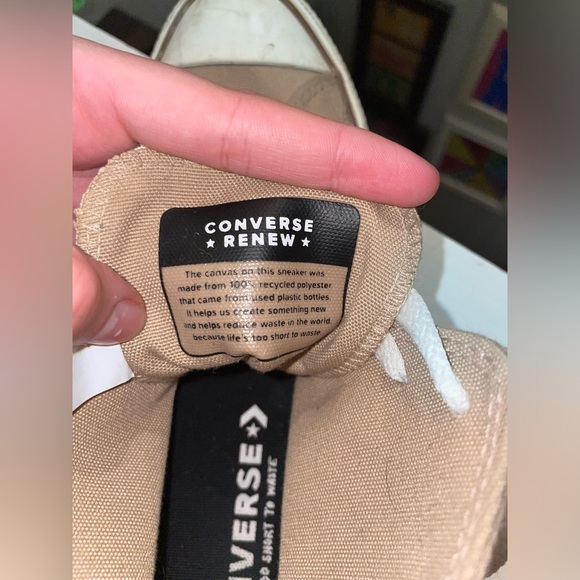 CONVERSE
★ RENEW ★
The canvas on this sneaker was
made from 100% recycled polyester
that came from used plastic bottles.
It helps us create something new
and helps reduce waste in the world
because life's too short to waste
VERSE
SHORT TO WASTE